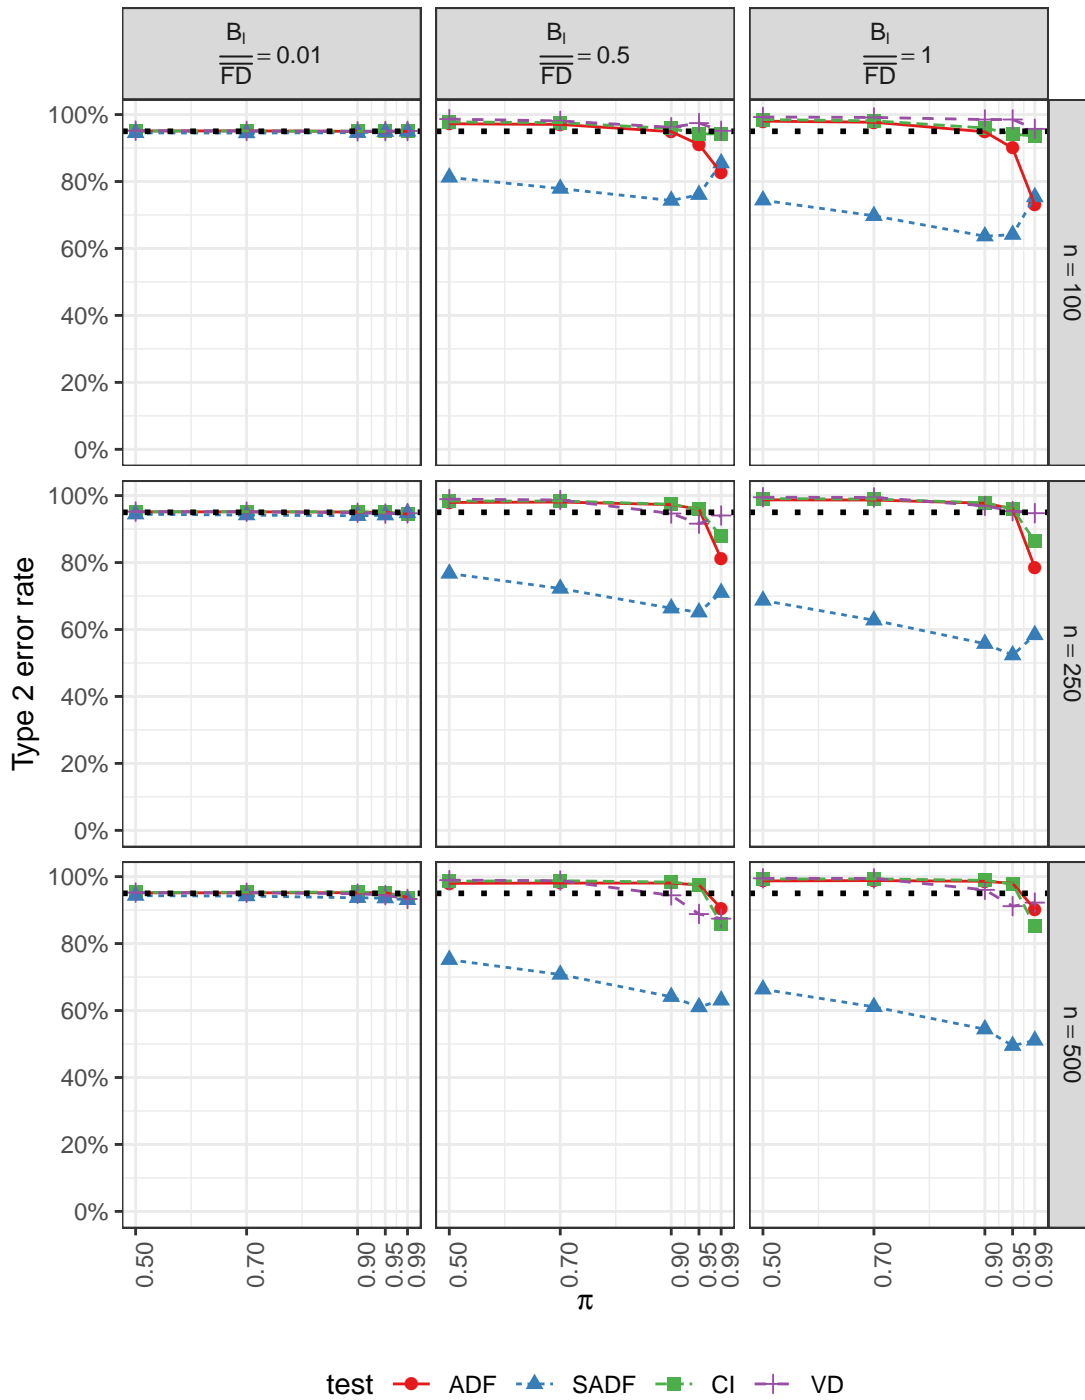 B_I / FD = 0.01
B_I / FD = 0.5
B_I / FD = 1
100%
80%
60%
40%
20%
0%
n = 100
100%
80%
60%
40%
20%
0%
n = 250
100%
80%
60%
40%
20%
0%
n = 500
Type 2 error rate
0.50 0.70 0.90 0.95 0.99
0.50 0.70 0.90 0.95 0.99
0.50 0.70 0.90 0.95 0.99
π
test ADF SADF CI VD